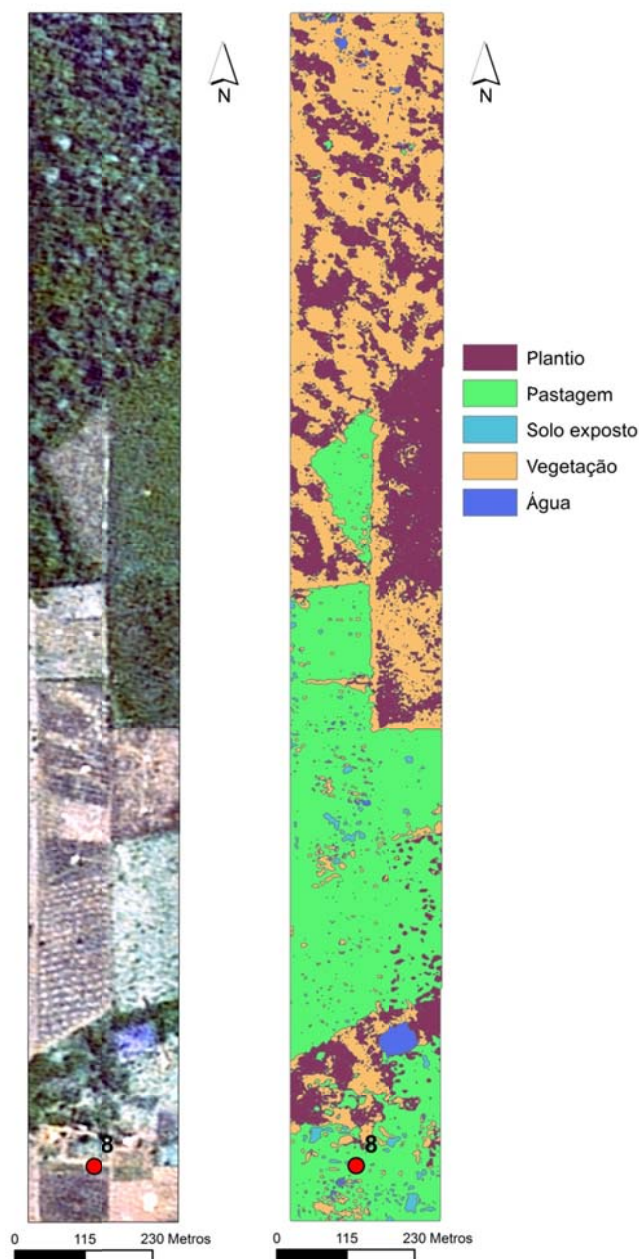 N
N
Plantio
Pastagem
Solo exposto
Vegetação
Água
8
8
0 115 230 Metros
0 115 230 Metros